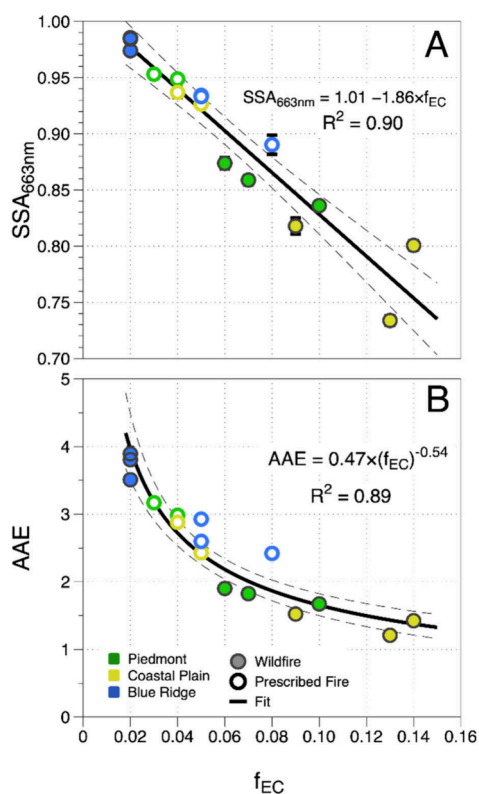 1.00
0.95
0.90
0.85
0.80
0.75
0.70
SSA663nm
A
SSA663nm = 1.01 −1.86×fEC
R2 = 0.90
5
4
3
2
1
0
AAE
B
AAE = 0.47×(fEC)-0.54
R2 = 0.89
Piedmont
Coastal Plain
Blue Ridge
Wildfire
Prescribed Fire
Fit
0.00 0.02 0.04 0.06 0.08 0.10 0.12 0.14 0.16
fEC